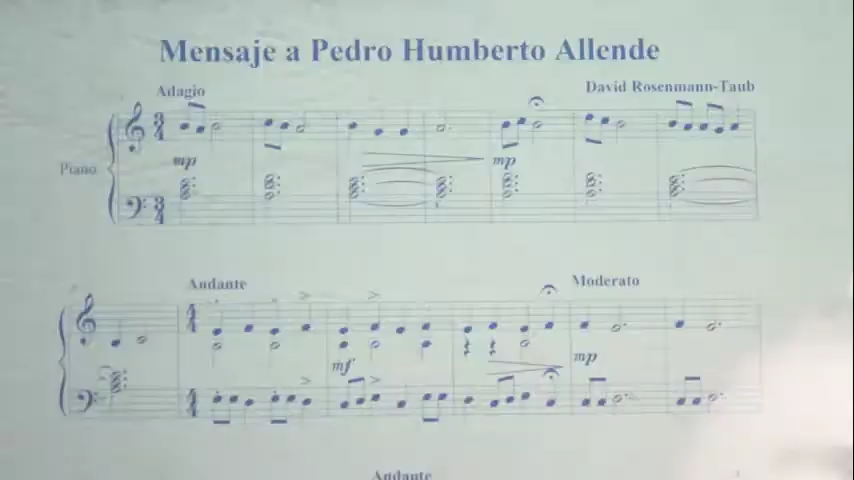 Mensaje a Pedro Humberto Allende
Adagio
David Rosenmann-Taub
Piano
mp
mp
Andante
Moderato
mf
mp
Andante